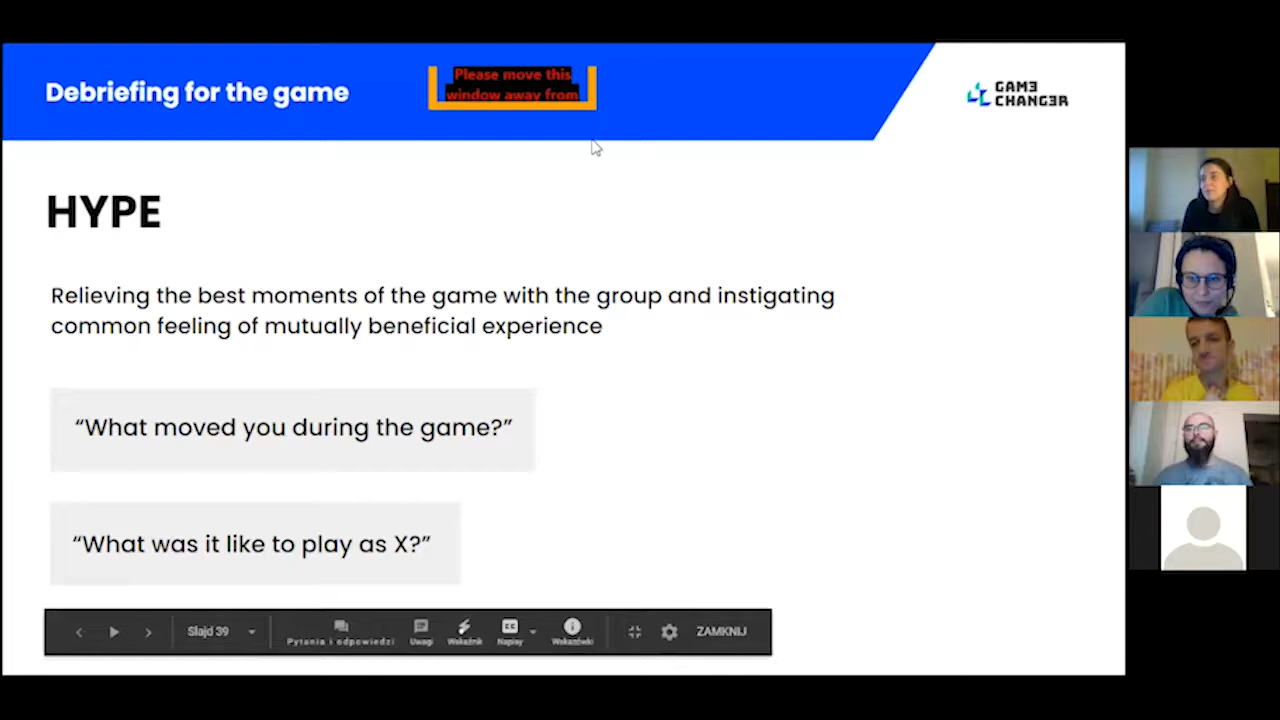 Debriefing for the game
Please move this
window away from
GAME
CHANGER
HYPE
Relieving the best moments of the game with the group and instigating
common feeling of mutually beneficial experience
“What moved you during the game?”
“What was it like to play as X?”
Slajd 39
Pytania i odpowiedzi
Uwagi
Wskaźnik
Napisy
Wskazówki
ZAMKNIJ